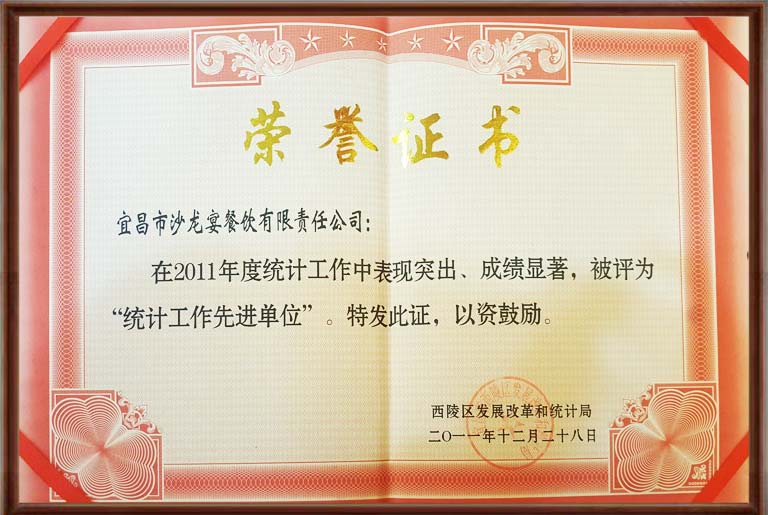 荣誉证书
宜昌市沙龙宴餐饮有限责任公司：
在2011年度统计工作中表现突出、成绩显著，被评为
“统计工作先进单位”。特发此证，以资鼓励。
西陵区发展改革和统计局
二〇一一年十二月二十八日